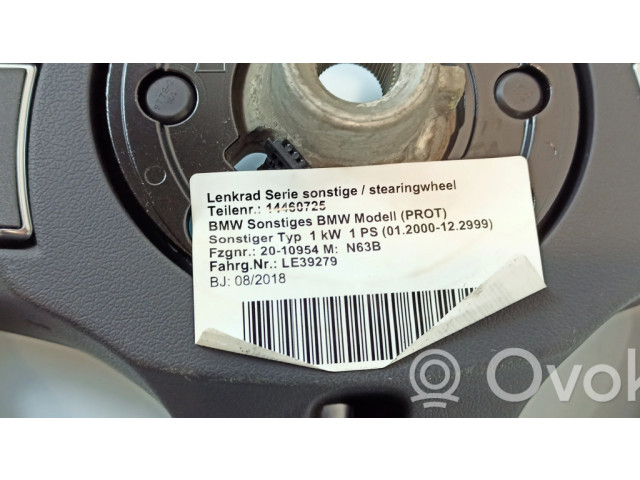 Lenkrad Serie sonstige / stearingwheel
Teilenr.: 14460725
BMW Sonstiges BMW Modell (PROT)
Sonstiger Typ 1 kW 1 PS (01.2000-12.2999)
Fzgnr.: 20-10954 M: N63B
Fahrg.Nr.: LE39279
BJ: 08/2018
Ovoko